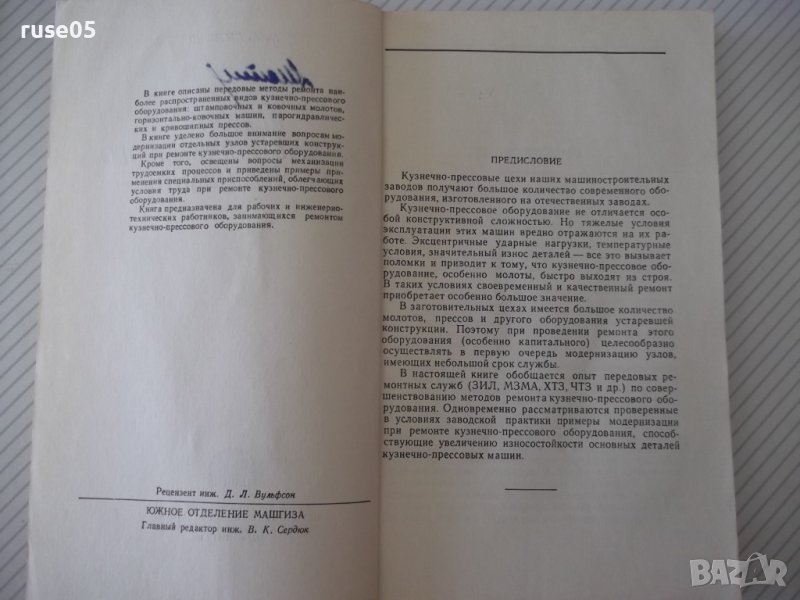 ruse05
В книге описаны передовые методы ремонта наи-
более распространенных видов кузнечно-прессового
оборудования: штамповочных и ковочных молотов,
горизонтально-ковочных машин, парогидравличес-
ких и кривошипных прессов.
В книге уделено большое внимание вопросам мо-
дернизации отдельных узлов устаревших конструк-
ций при ремонте кузнечно-прессового оборудовании.
Кроме того, освещены вопросы механизации
трудоемких процессов и приведены примеры при-
менения специальных приспособлений, облегчающих
условия труда при ремонте кузнечно-прессового
оборудования.
Книга предназначена для рабочих и инженерно-
технических работников, занимающихся ремонтом
кузнечно-прессового оборудования.
Рецензент инж. Д. Л. Вульфсон
ЮЖНОЕ ОТДЕЛЕНИЕ МАШГИЗА
Главный редактор инж. В. К. Сердюк
ПРЕДИСЛОВИЕ
Кузнечно-прессовые цехи наших машиностроительных
заводов получают большое количество современного обо-
рудования, изготовленного на отечественных заводах.
Кузнечно-прессовое оборудование не отличается осо-
бой конструктивной сложностью. Но тяжелые условия
эксплуатации этих машин вредно отражаются на их ра-
боте. Эксцентричные ударные нагрузки, температурные
условия, значительный износ деталей — все это вызывает
поломки и приводит к тому, что кузнечно-прессовое обо-
рудование, особенно молоты, быстро выходят из строя.
В таких условиях своевременный и качественный ремонт
приобретает особенно большое значение.
В заготовительных цехах имеется большое количество
молотов, прессов и другого оборудования устаревшей
конструкции. Поэтому при проведении ремонта этого
оборудования (особенно капитального) целесообразно
осуществлять в первую очередь модернизацию узлов,
имеющих небольшой срок службы.
В настоящей книге обобщается опыт передовых ре-
монтных служб (ЗИЛ, МЗМА, ХТЗ, ЧТЗ и др.) по совер-
шенствованию методов ремонта кузнечно-прессового обо-
рудования. Одновременно рассматриваются проверенные
в условиях заводской практики примеры модернизации
при ремонте кузнечно-прессового оборудования, способ-
ствующие увеличению износостойкости основных деталей
кузнечно-прессовых машин.
BAZAR